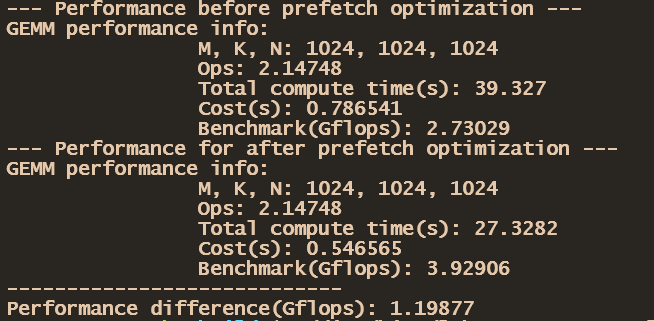 --- Performance before prefetch optimization ---
GEMM performance info:
M, K, N: 1024, 1024, 1024
Ops: 2.14748
Total compute time(s): 39.327
Cost(s): 0.786541
Benchmark(Gflops): 2.73029
--- Performance for after prefetch optimization ---
GEMM performance info:
M, K, N: 1024, 1024, 1024
Ops: 2.14748
Total compute time(s): 27.3282
Cost(s): 0.546565
Benchmark(Gflops): 3.92906
----------------------------
Performance difference(Gflops): 1.19877